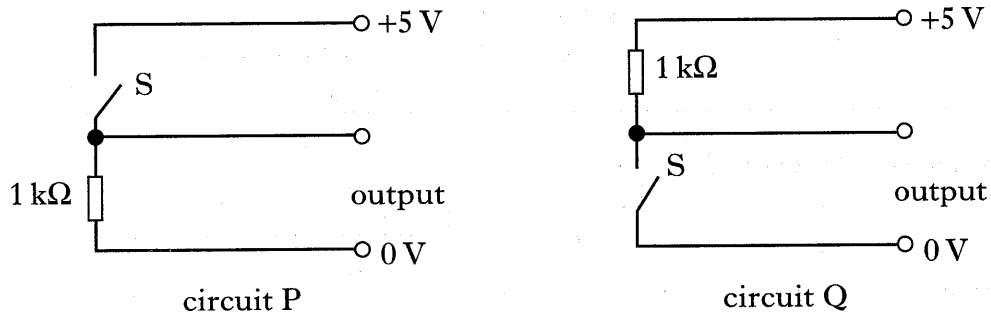 +5 V
S
1 kΩ
output
0 V
circuit P
+5 V
1 kΩ
S
output
0 V
circuit Q